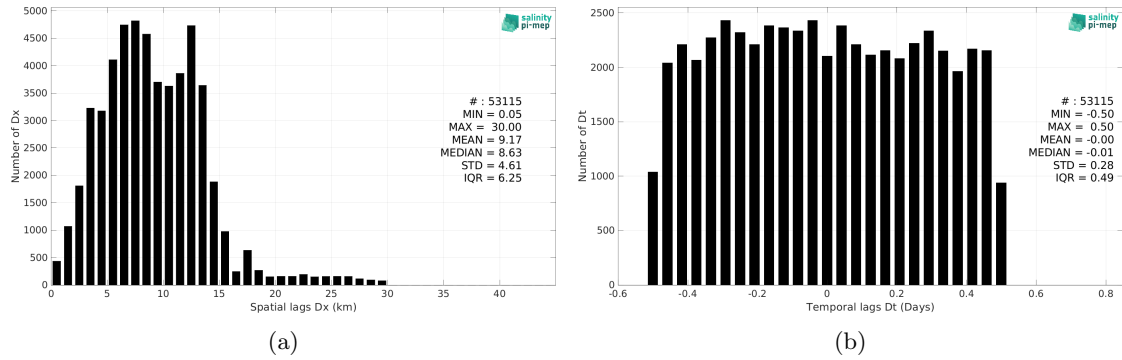 5000
4500
4000
3500
3000
2500
2000
1500
1000
500
0
Number of Dx
0 5 10 15 20 25 30 35 40
Spatial lags Dx (km)
salinity
pi-mep
# : 53115
MIN = 0.05
MAX = 30.00
MEAN = 9.17
MEDIAN = 8.63
STD = 4.61
IQR = 6.25
(a)
2500
2000
1500
1000
500
0
Number of Dt
-0.6 -0.4 -0.2 0 0.2 0.4 0.6 0.8
Temporal lags Dt (Days)
salinity
pi-mep
# : 53115
MIN = -0.50
MAX = 0.50
MEAN = -0.00
MEDIAN = -0.01
STD = 0.28
IQR = 0.49
(b)